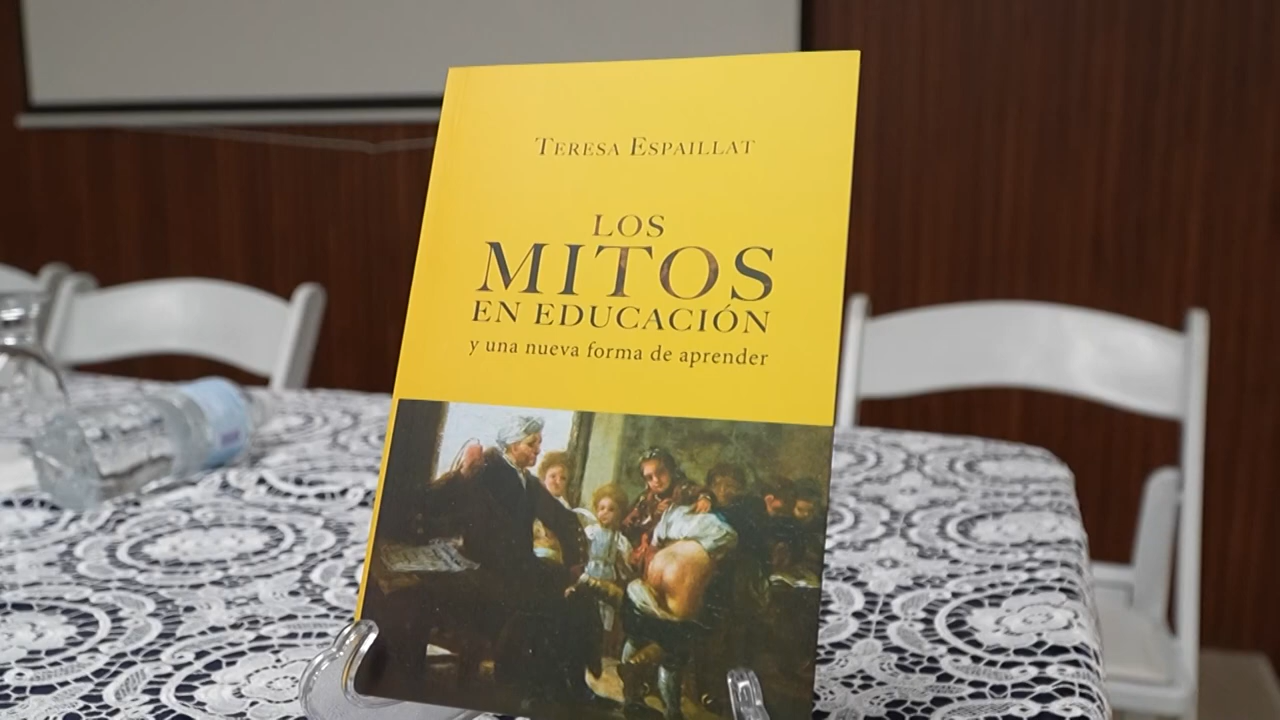 TERESA ESPAILLAT
LOS
MITOS
EN EDUCACIÓN
y una nueva forma de aprender